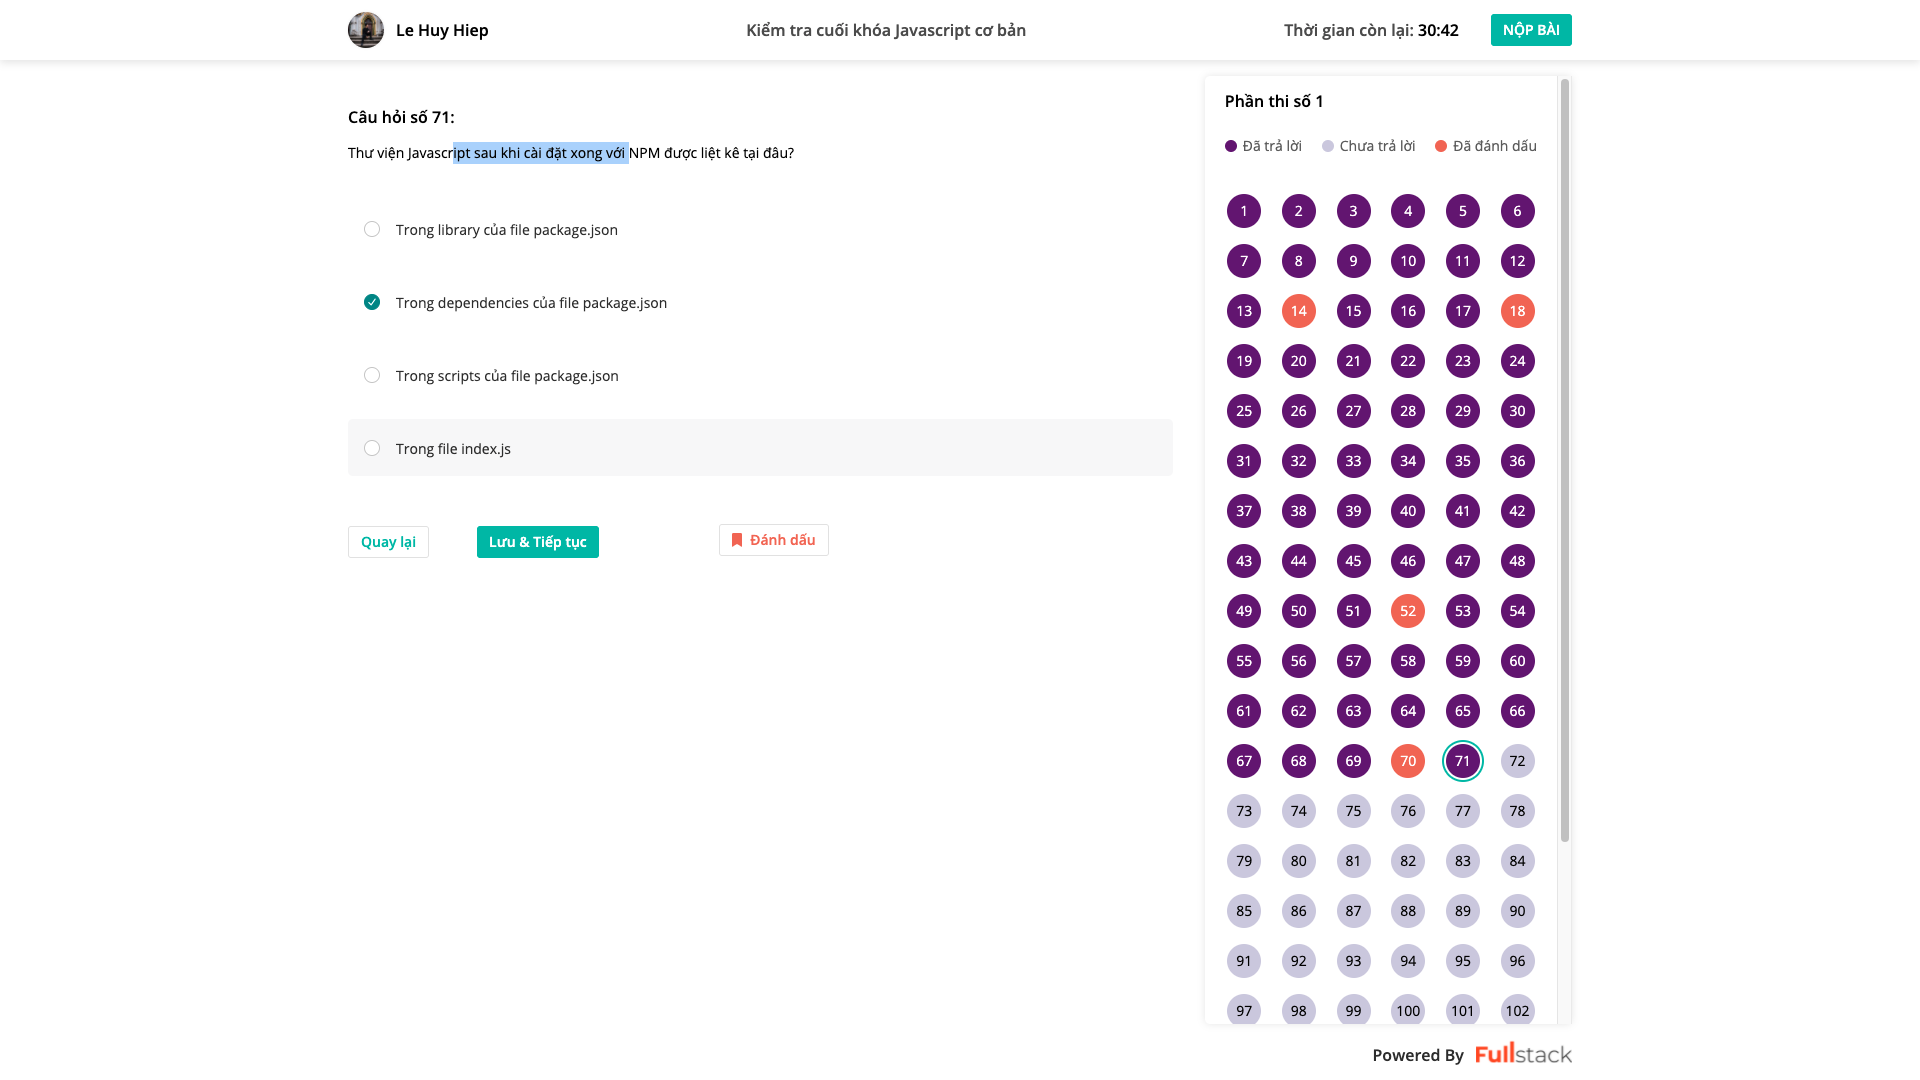 Le Huy Hiep
Kiểm tra cuối khóa Javascript cơ bản
Thời gian còn lại: 30:42
NỘP BÀI
Câu hỏi số 71:
Thư viện Javascript sau khi cài đặt xong với NPM được liệt kê tại đâu?
Trong library của file package.json
Trong dependencies của file package.json
Trong scripts của file package.json
Trong file index.js
Quay lại
Lưu & Tiếp tục
Đánh dấu
Phần thi số 1
Đã trả lời Chưa trả lời Đã đánh dấu
1 2 3 4 5 6
7 8 9 10 11 12
13 14 15 16 17 18
19 20 21 22 23 24
25 26 27 28 29 30
31 32 33 34 35 36
37 38 39 40 41 42
43 44 45 46 47 48
49 50 51 52 53 54
55 56 57 58 59 60
61 62 63 64 65 66
67 68 69 70 71 72
73 74 75 76 77 78
79 80 81 82 83 84
85 86 87 88 89 90
91 92 93 94 95 96
97 98 99 100 101 102
Powered By Fullstack